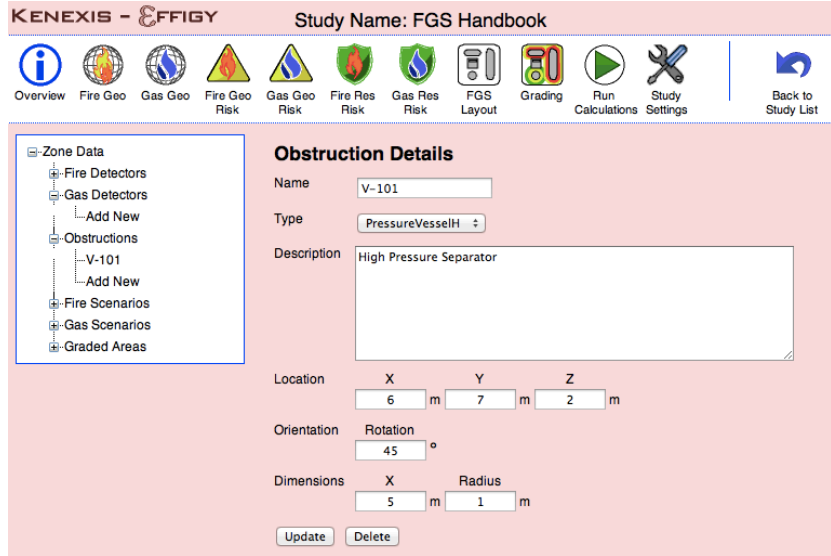 KENEXIS - EFFIGY
Study Name: FGS Handbook
Overview
Fire Geo
Gas Geo
Fire Geo Risk
Gas Geo Risk
Fire Res Risk
Gas Res Risk
FGS Layout
Grading
Run Calculations
Study Settings
Back to Study List
Zone Data
Fire Detectors
Gas Detectors
Add New
Obstructions
V-101
Add New
Fire Scenarios
Gas Scenarios
Graded Areas
Obstruction Details
Name V-101
Type PressureVesselH
Description High Pressure Separator
Location X Y Z
6 m 7 m 2 m
Orientation Rotation
45 °
Dimensions X Radius
5 m 1 m
Update Delete